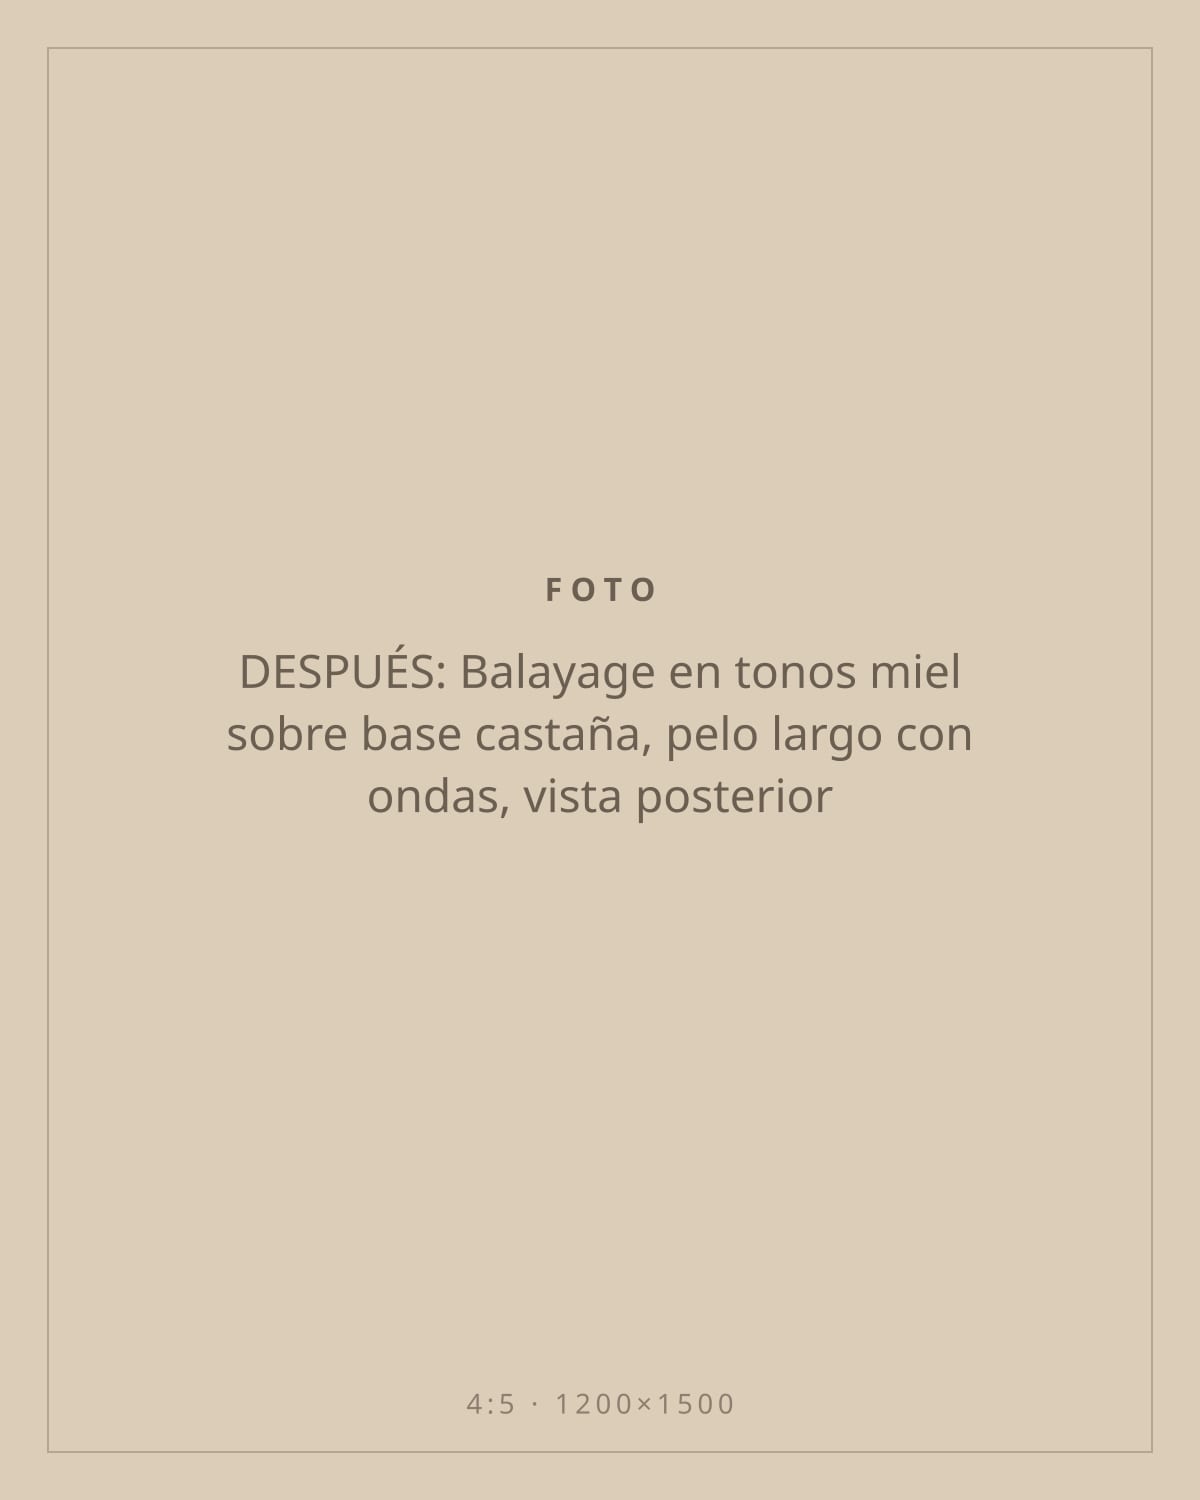 FOTO
DESPUÉS: Balayage en tonos miel
sobre base castaña, pelo largo con
ondas, vista posterior
4:5 · 1200×1500